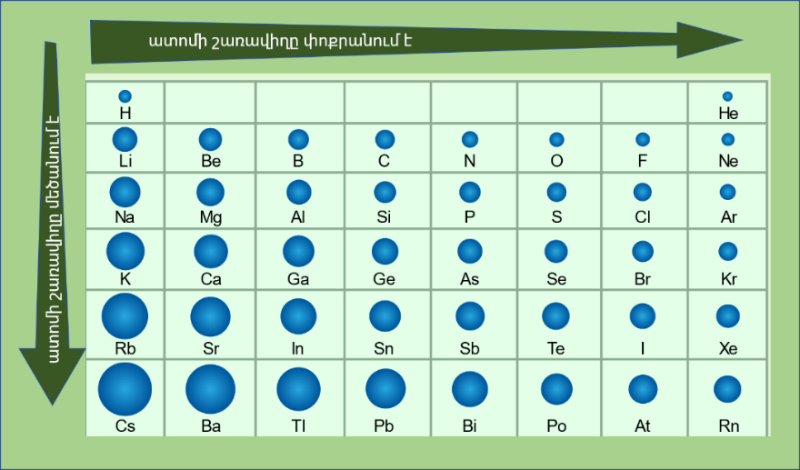 ատոմի շառավիղը փոքրանում է
ատոմի շառավիղը մեծանում է
H He
Li Be B C N O F Ne
Na Mg Al Si P S Cl Ar
K Ca Ga Ge As Se Br Kr
Rb Sr In Sn Sb Te I Xe
Cs Ba Tl Pb Bi Po At Rn